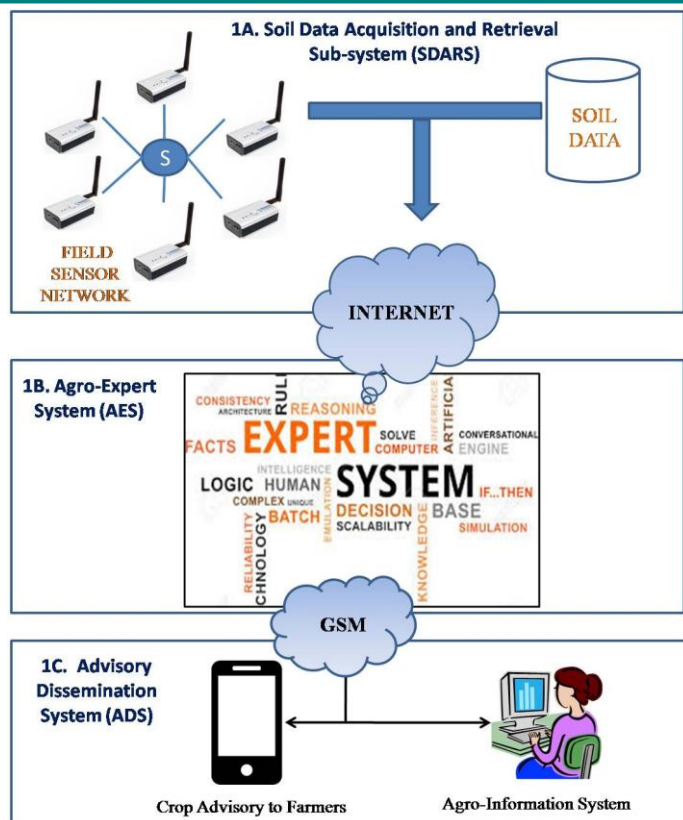 1A. Soil Data Acquisition and Retrieval
Sub-system (SDARS)
S
SOIL
DATA
FIELD
SENSOR
NETWORK
INTERNET
1B. Agro-Expert
System (AES)
CONSISTENCY
ARCHITECTURE
RULI
REASONING
FACTS
EXPERT
SOLVE
COMPUTER
INFERENCE
ARTIFICIA
CONVERSATIONAL
ENGINE
INTELLIGENCE
LOGIC
HUMAN
COMPLEX
UNIQUE
BATCH
EMULATION
SYSTEM
IF...THEN
DECISION
SCALABILITY
KNOWLEDGE
BASE
SIMULATION
RELIABILITY
CHNOLOGY
GSM
1C. Advisory
Dissemination
System (ADS)
Crop Advisory to Farmers
Agro-Information System